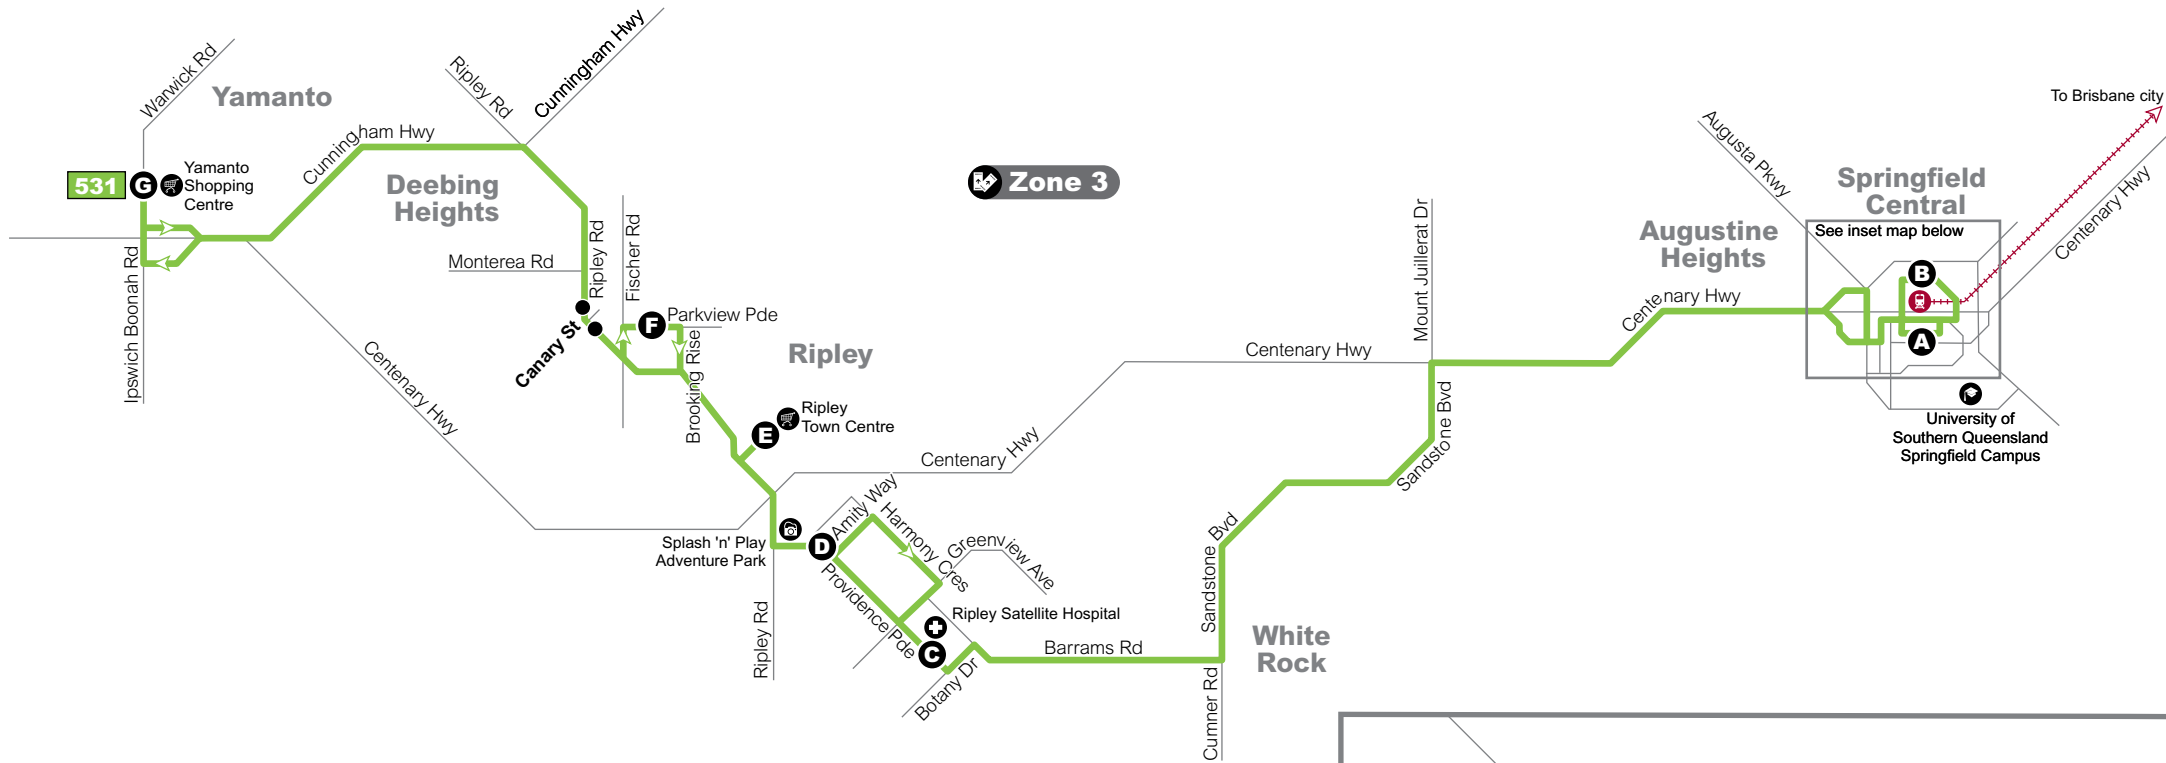 Warwick Rd
Yamanto
Ripley Rd
Cunningham Hwy
To Brisbane city
Cunningham Hwy
Augusta Pkwy
Springfield
Central
Centenary Hwy
531
G
Yamanto
Shopping
Centre
Deebing
Heights
Zone 3
Mount Juillerat Dr
Augustine
Heights
See inset map below
Ipswich Boonah Rd
Monterea Rd
Ripley Rd
Fischer Rd
B
Centenary Hwy
F
Parkview Pde
A
Canary St
Brooking Rise
Ripley
Centenary Hwy
Centenary Hwy
University of
Southern Queensland
Springfield Campus
E
Ripley
Town Centre
Sandstone Bvd
Centenary Hwy
Splash 'n' Play
Adventure Park
D
Amity Way
Harmony Cres
Greenview Ave
Providence Pde
Ripley Rd
Ripley Satellite Hospital
C
Botany Dr
Barrams Rd
Sandstone Bvd
White
Rock
Cumner Rd